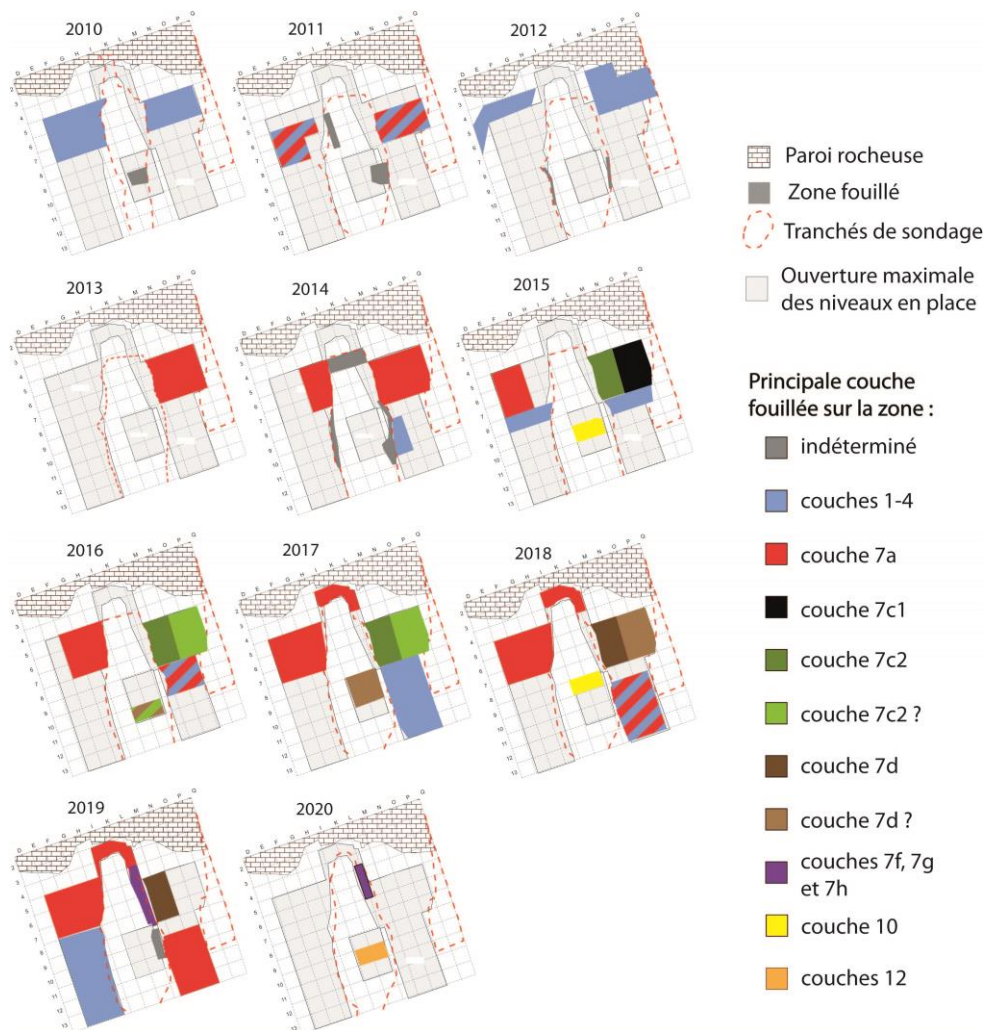 2010
2011
2012
Paroi rocheuse
Zone fouillé
Tranchés de sondage
Ouverture maximale
des niveaux en place
2013
2014
2015
Principale couche
fouillée sur la zone :
indéterminé
couches 1-4
couche 7a
couche 7c1
couche 7c2
couche 7c2 ?
couche 7d
couche 7d ?
couches 7f, 7g
et 7h
couche 10
couches 12
2016
2017
2018
2019
2020